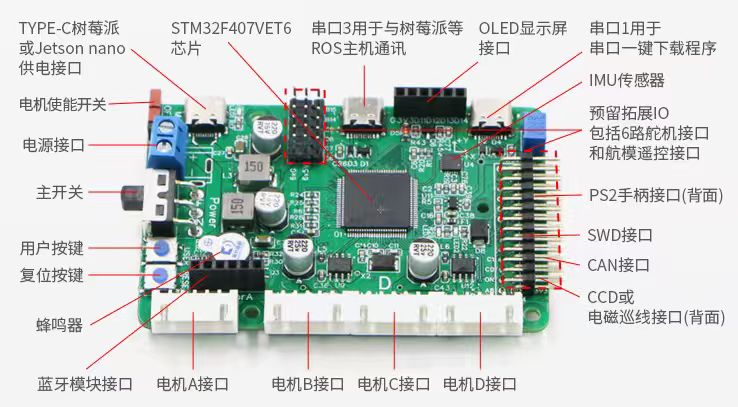 TYPE-C树莓派
或Jetson nano
供电接口
STM32F407VET6
芯片
串口3用于与树莓派等
ROS主机通讯
OLED显示屏
接口
串口1用于
串口一键下载程序
IMU传感器
电机使能开关
预留拓展IO
包括6路舵机接口
和航模遥控接口
电源接口
主开关
PS2手柄接口(背面)
用户按键
SWD接口
复位按键
CAN接口
蜂鸣器
CCD或
电磁巡线接口(背面)
蓝牙模块接口
电机A接口
电机B接口
电机C接口
电机D接口
150
150
Power
D